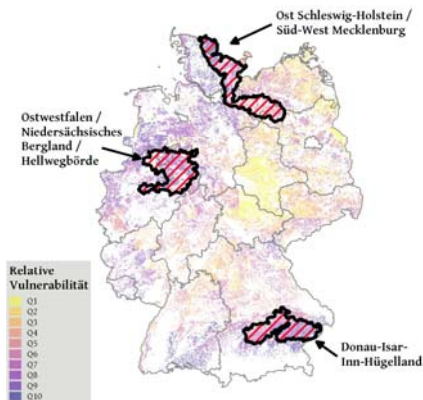 Ost Schleswig-Holstein /
Süd-West Mecklenburg
Ostwestfalen /
Niedersächsisches
Bergland /
Hellwegbörde
Relative
Vulnerabilität
Q1
Q2
Q3
Q4
Q5
Q6
Q7
Q8
Q9
Q10
Donau-Isar-
Inn-Hügelland